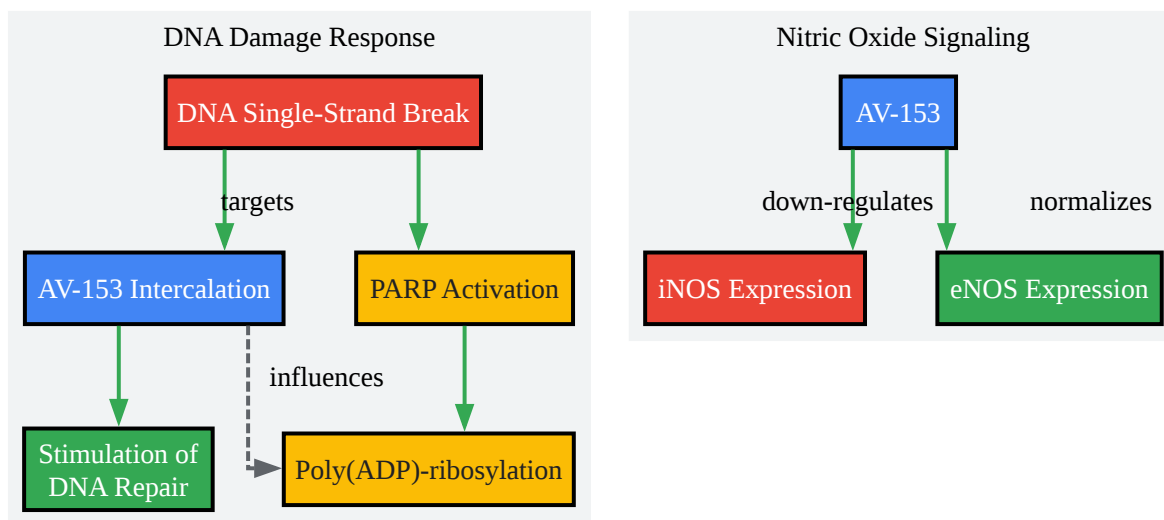 DNA Damage Response
DNA Single-Strand Break
targets
AV-153 Intercalation
PARP Activation
influences
Stimulation of
DNA Repair
Poly(ADP)-ribosylation
Nitric Oxide Signaling
AV-153
down-regulates
normalizes
iNOS Expression
eNOS Expression